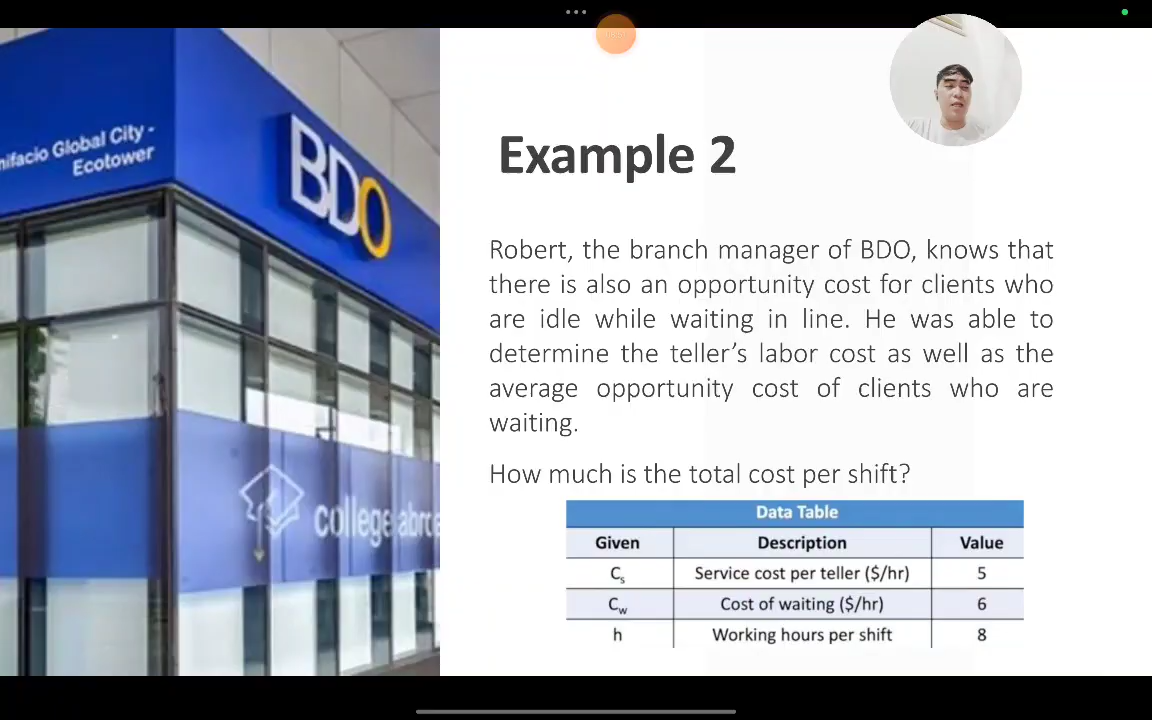 nifacio Global City -
Ecotower
BDO
college abro
Example 2
Robert, the branch manager of BDO, knows that
there is also an opportunity cost for clients who
are idle while waiting in line. He was able to
determine the teller's labor cost as well as the
average opportunity cost of clients who are
waiting.
How much is the total cost per shift?
Data Table
Given Description Value
Cs Service cost per teller ($/hr) 5
Cw Cost of waiting ($/hr) 6
h Working hours per shift 8